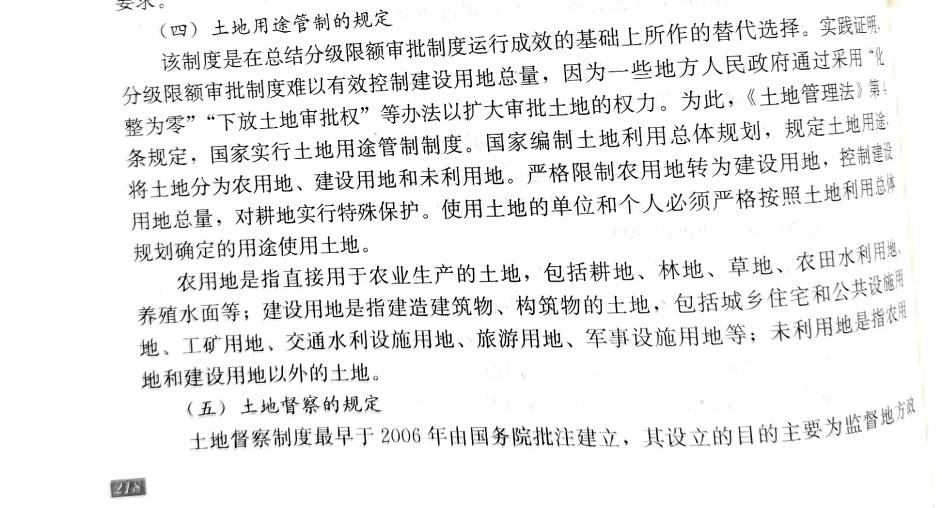 要求。
（四）土地用途管制的规定
该制度是在总结分级限额审批制度运行成效的基础上所作的替代选择。实践证明，
分级限额审批制度难以有效控制建设用地总量，因为一些地方人民政府通过采用“化
整为零”“下放土地审批权”等办法以扩大审批土地的权力。为此，《土地管理法》第4
条规定，国家实行土地用途管制制度。国家编制土地利用总体规划，规定土地用途，
将土地分为农用地、建设用地和未利用地。严格限制农用地转为建设用地，控制建设
用地总量，对耕地实行特殊保护。使用土地的单位和个人必须严格按照土地利用总体
规划确定的用途使用土地。
农用地是指直接用于农业生产的土地，包括耕地、林地、草地、农田水利用地、
养殖水面等；建设用地是指建造建筑物、构筑物的土地，包括城乡住宅和公共设施用
地、工矿用地、交通水利设施用地、旅游用地、军事设施用地等；未利用地是指农用
地和建设用地以外的土地。
（五）土地督察的规定
土地督察制度最早于2006年由国务院批注建立，其设立的目的主要为监督地方政
218